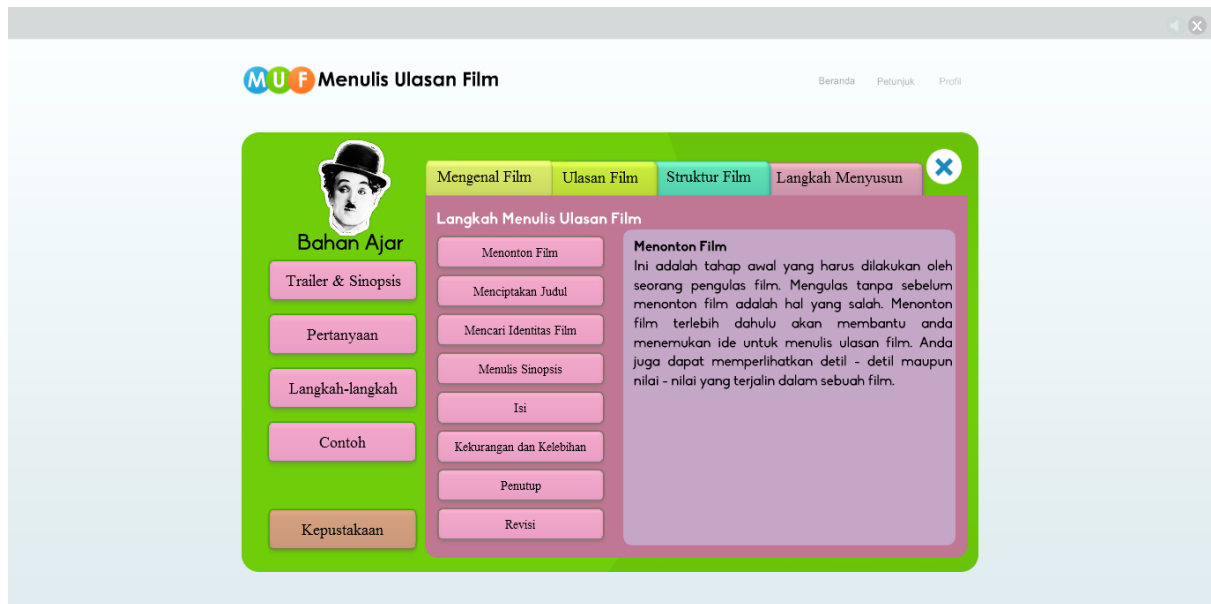 MUF Menulis Ulasan Film
Beranda Petunjuk Profil
Bahan Ajar
Trailer & Sinopsis
Pertanyaan
Langkah-langkah
Contoh
Kepustakaan
Mengenal Film Ulasan Film Struktur Film Langkah Menyusun
Langkah Menulis Ulasan Film
Menonton Film
Menciptakan Judul
Mencari Identitas Film
Menulis Sinopsis
Isi
Kekurangan dan Kelebihan
Penutup
Revisi
Menonton Film
Ini adalah tahap awal yang harus dilakukan oleh
seorang pengulas film. Mengulas tanpa sebelum
menonton film adalah hal yang salah. Menonton
film terlebih dahulu akan membantu anda
menemukan ide untuk menulis ulasan film. Anda
juga dapat memperlihatkan detil - detil maupun
nilai - nilai yang terjalin dalam sebuah film.